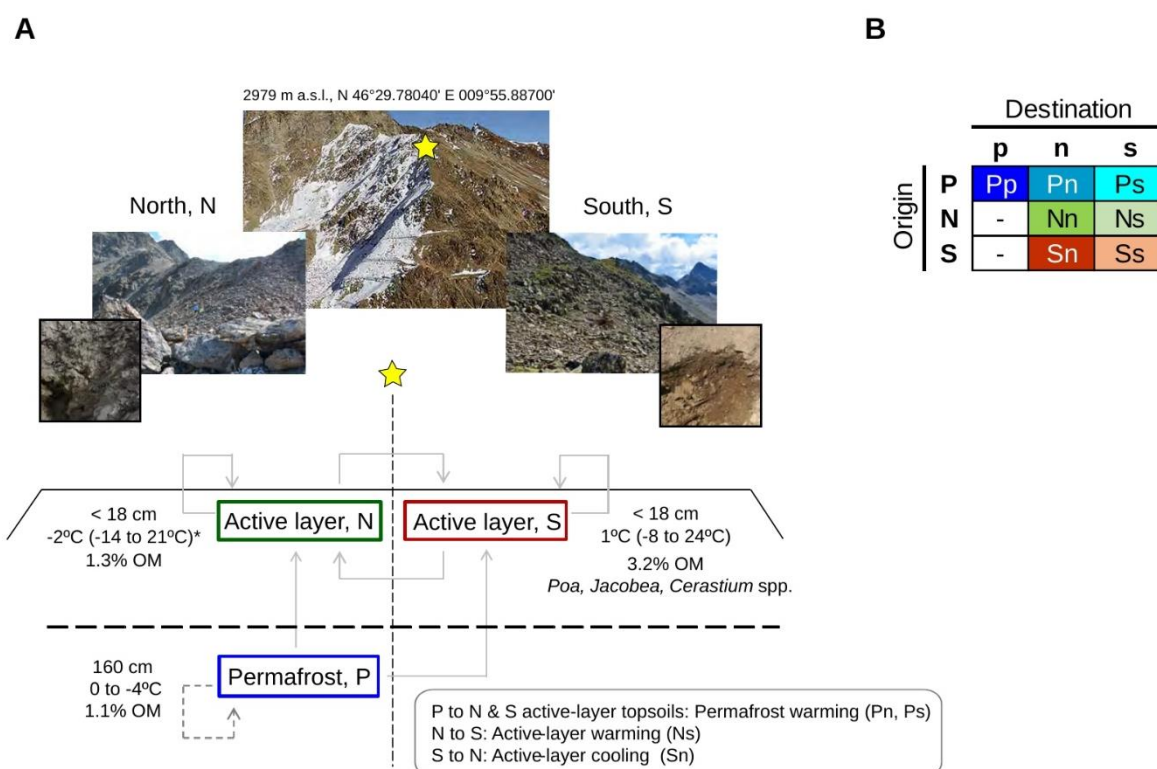 A
B
2979 m a.s.l., N 46°29.78040' E 009°55.88700'
North, N
South, S
Destination
p n s
Origin
P Pp Pn Ps
N - Nn Ns
S - Sn Ss
Active layer, N
Active layer, S
< 18 cm
-2ºC (-14 to 21ºC)*
1.3% OM
< 18 cm
1ºC (-8 to 24ºC)
3.2% OM
Poa, Jacobea, Cerastium spp.
Permafrost, P
160 cm
0 to -4ºC
1.1% OM
P to N & S active-layer topsoils: Permafrost warming (Pn, Ps)
N to S: Active-layer warming (Ns)
S to N: Active-layer cooling (Sn)